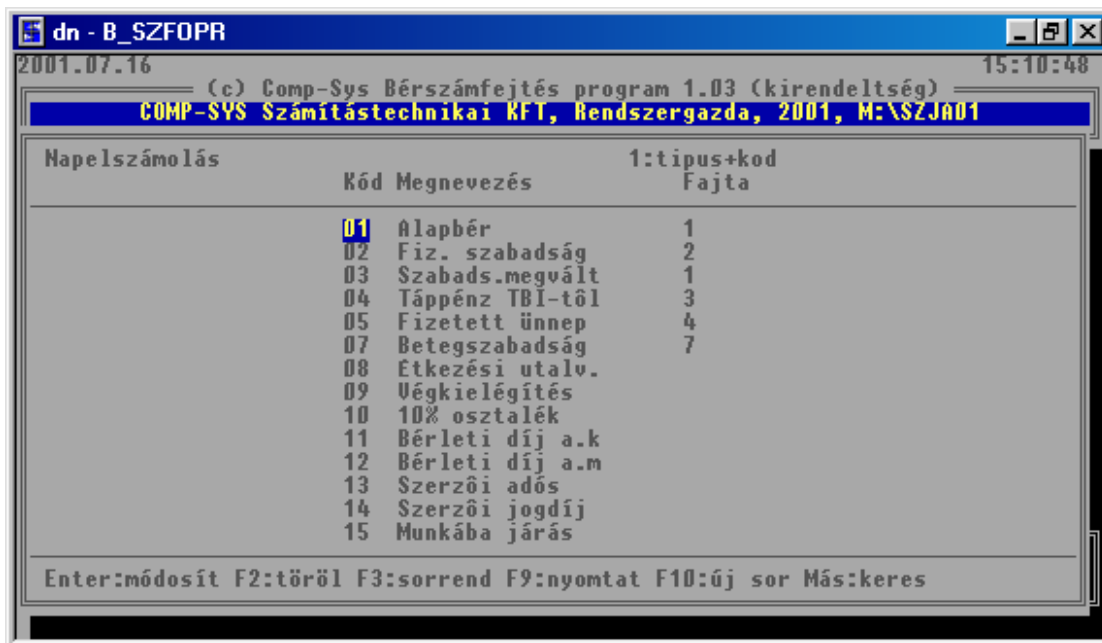 dn - B_SZFOPR
2001.07.16 15:10:48
(c) Comp-Sys Bérszámfejtés program 1.03 (kirendeltség)
COMP-SYS Számítástechnikai KFT, Rendszergazda, 2001, M:\SZJA01
Napelszámolás 1:tipus+kod
Kód Megnevezés Fajta
01 Alapbér 1
02 Fiz. szabadság 2
03 Szabads.megvált 1
04 Táppénz TBI-tôl 3
05 Fizetett ünnep 4
07 Betegszabadság 7
08 Étkezési utalv.
09 Végkielégítés
10 10% osztalék
11 Bérleti díj a.k
12 Bérleti díj a.m
13 Szerzôi adós
14 Szerzôi jogdíj
15 Munkába járás
Enter:módosít F2:töröl F3:sorrend F9:nyomtat F10:új sor Más:keres